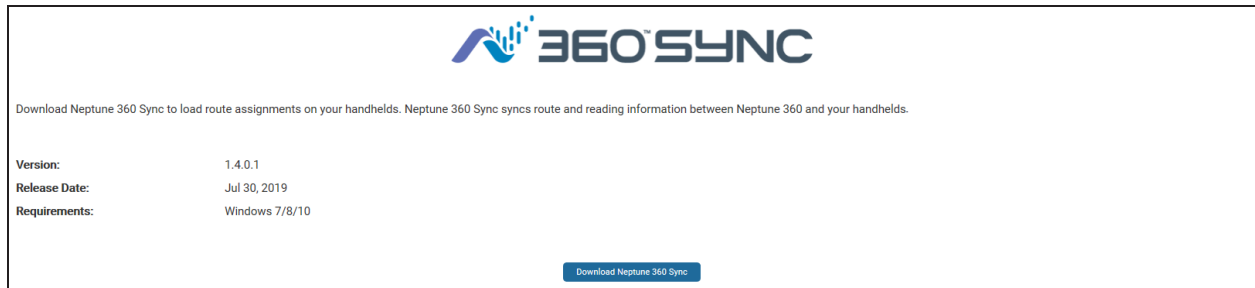 360™SYNC
Download Neptune 360 Sync to load route assignments on your handhelds. Neptune 360 Sync syncs route and reading information between Neptune 360 and your handhelds.
Version: 1.4.0.1
Release Date: Jul 30, 2019
Requirements: Windows 7/8/10
Download Neptune 360 Sync